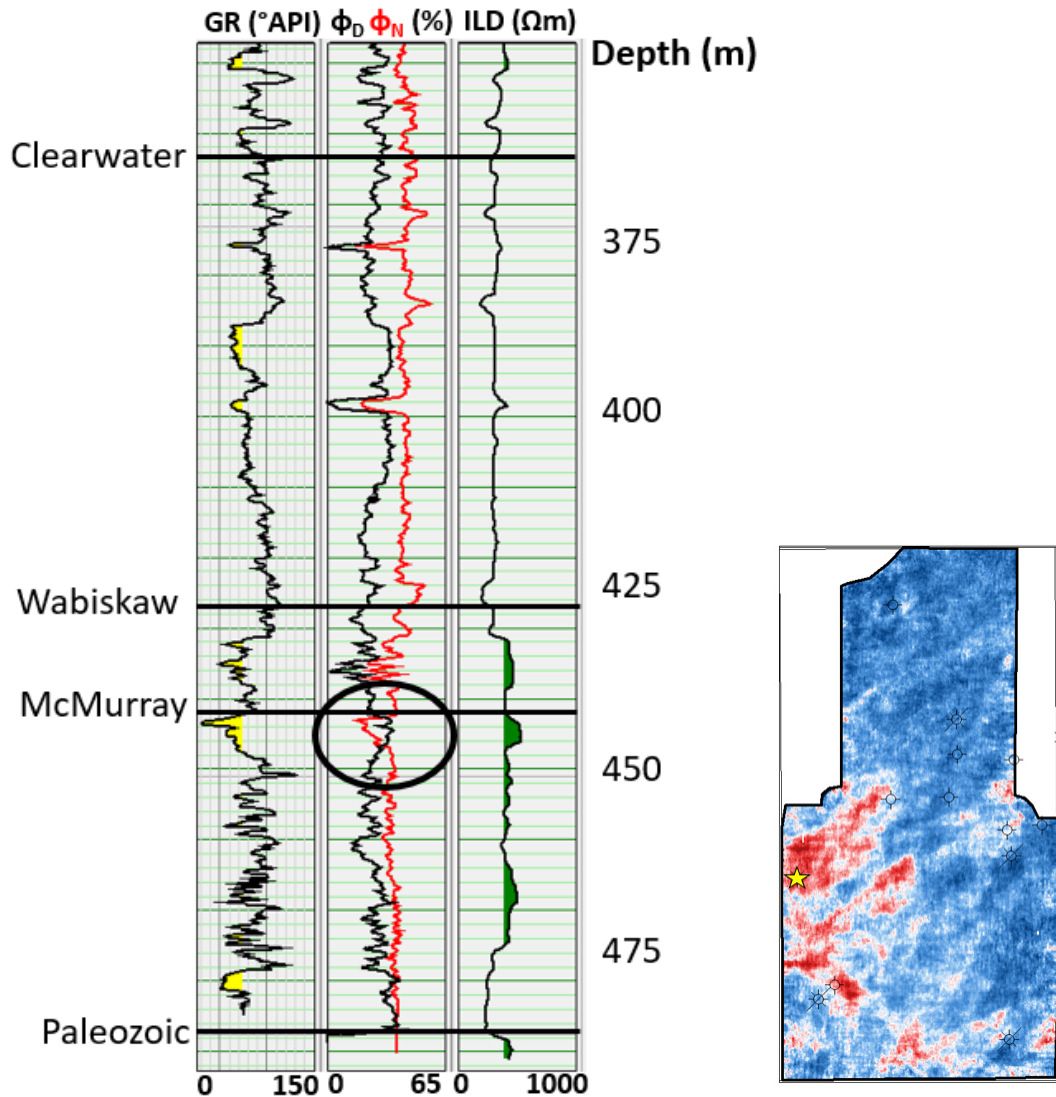 GR (°API) ϕD ϕN (%) ILD (Ωm)
Depth (m)
Clearwater
375
400
425
Wabiskaw
McMurray
450
475
Paleozoic
0 150 0 65 0 1000